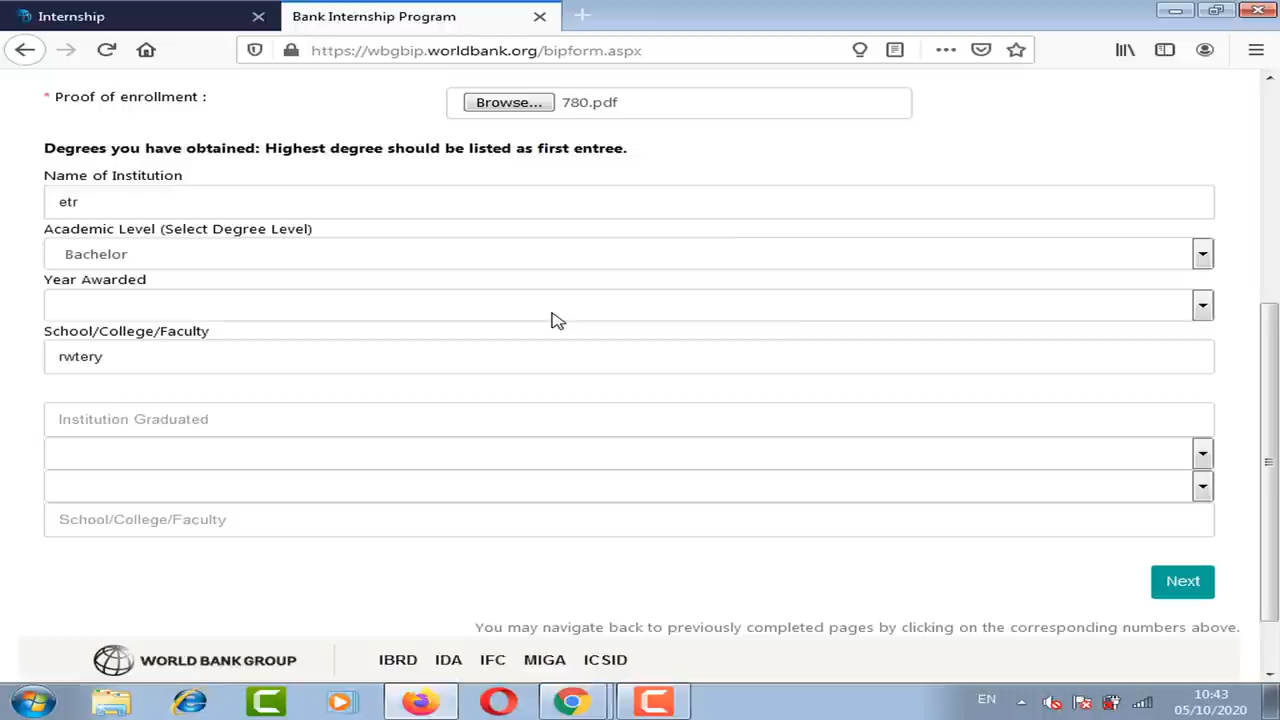 Internship
Bank Internship Program
https://wbgbip.worldbank.org/bipform.aspx
* Proof of enrollment :
Browse... 780.pdf
Degrees you have obtained: Highest degree should be listed as first entree.
Name of Institution
etr
Academic Level (Select Degree Level)
Bachelor
Year Awarded
School/College/Faculty
rwtery
Institution Graduated
School/College/Faculty
Next
You may navigate back to previously completed pages by clicking on the corresponding numbers above.
WORLD BANK GROUP IBRD IDA IFC MIGA ICSID
EN
10:43
05/10/2020